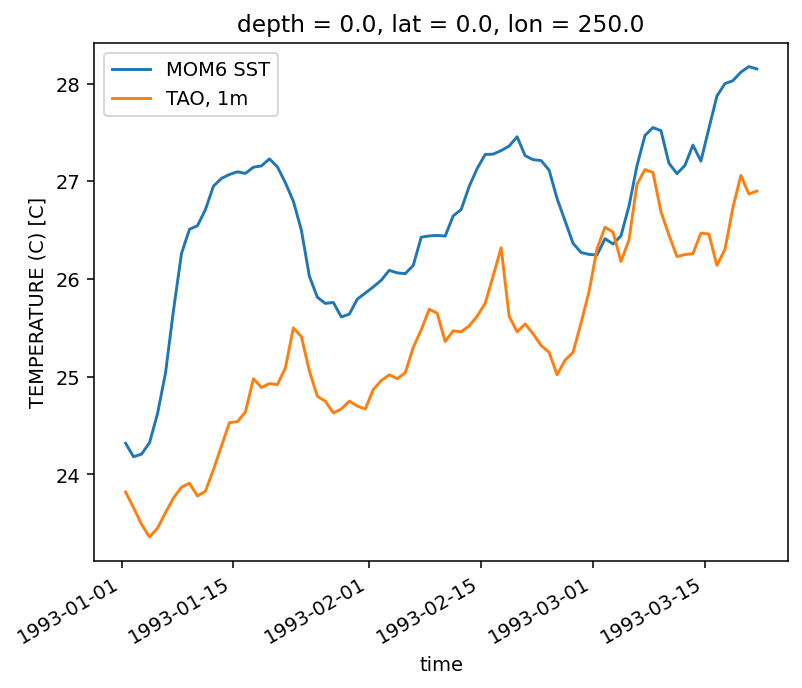 depth = 0.0, lat = 0.0, lon = 250.0
MOM6 SST
TAO, 1m
TEMPERATURE (C) [C]
28
27
26
25
24
1993-01-01
1993-01-15
1993-02-01
1993-02-15
1993-03-01
1993-03-15
time